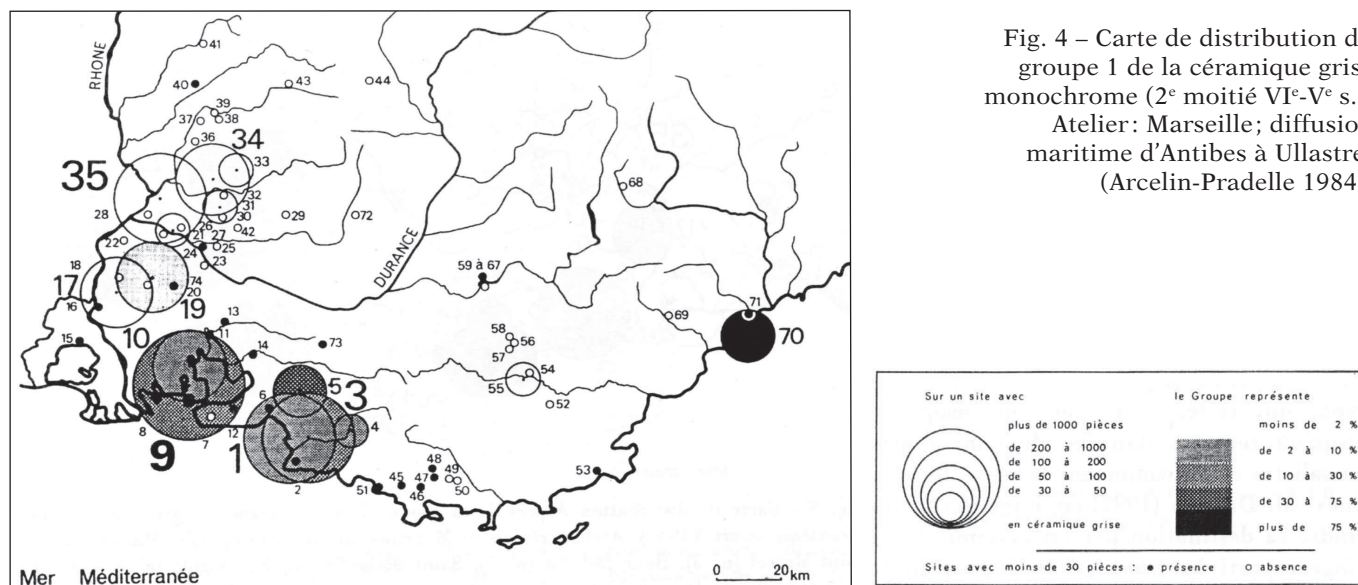 Fig. 4 – Carte de distribution d
groupe 1 de la céramique gris
monochrome (2e moitié VIe-Ve s.
Atelier : Marseille ; diffusio
maritime d'Antibes à Ullastre
(Arcelin-Pradelle 1984
RHONE
41
40
43
44
39
37
38
36
34
33
35
32
31
28
30
29
72
68
26
42
21
27
22
24
25
23
DURANCE
59 à 67
18
17
74
20
19
16
71
69
70
10
13
11
15
14
73
58
56
57
54
55
52
5
3
6
4
8
7
12
9
1
2
48
49
53
45
47
50
51
46
Mer Méditerranée
0
20 km
Sur un site avec
le Groupe représente
plus de 1000 pièces
de 200 à 1000
de 100 à 200
de 50 à 100
de 30 à 50
en céramique grise
moins de 2 %
de 2 à 10 %
de 10 à 30 %
de 30 à 75 %
plus de 75 %
Sites avec moins de 30 pièces : ● présence ○ absence